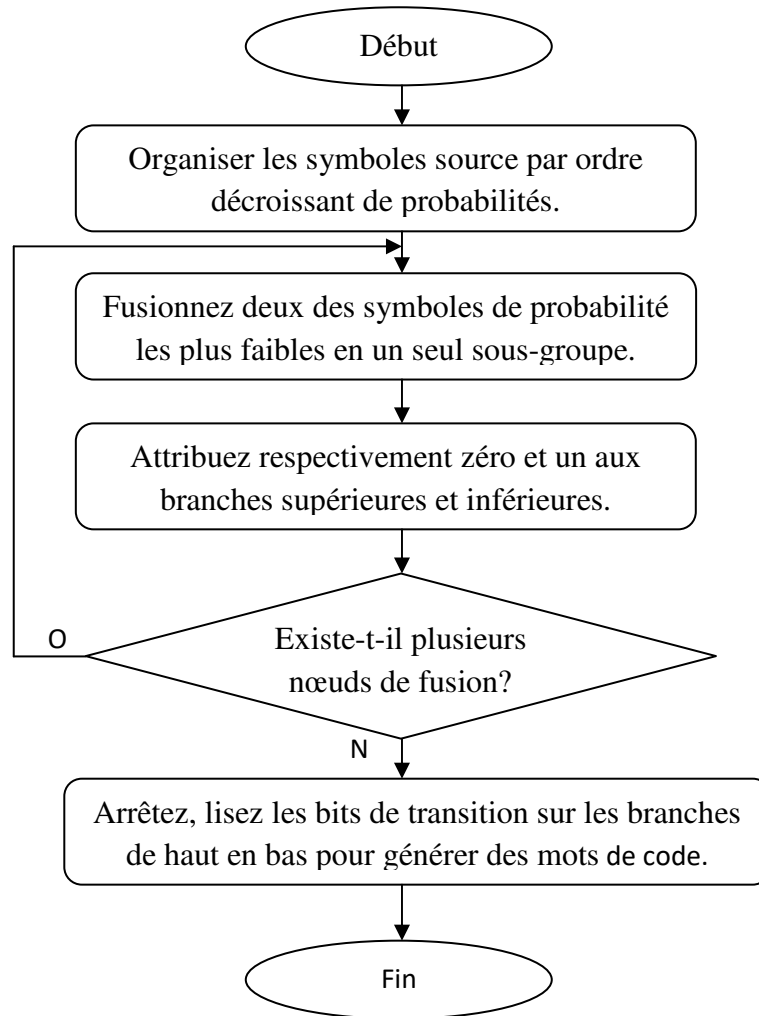 Début
Organiser les symboles source par ordre
décroissant de probabilités.
Fusionnez deux des symboles de probabilité
les plus faibles en un seul sous-groupe.
Attribuez respectivement zéro et un aux
branches supérieures et inférieures.
O
Existe-t-il plusieurs
nœuds de fusion?
N
Arrêtez, lisez les bits de transition sur les branches
de haut en bas pour générer des mots de code.
Fin